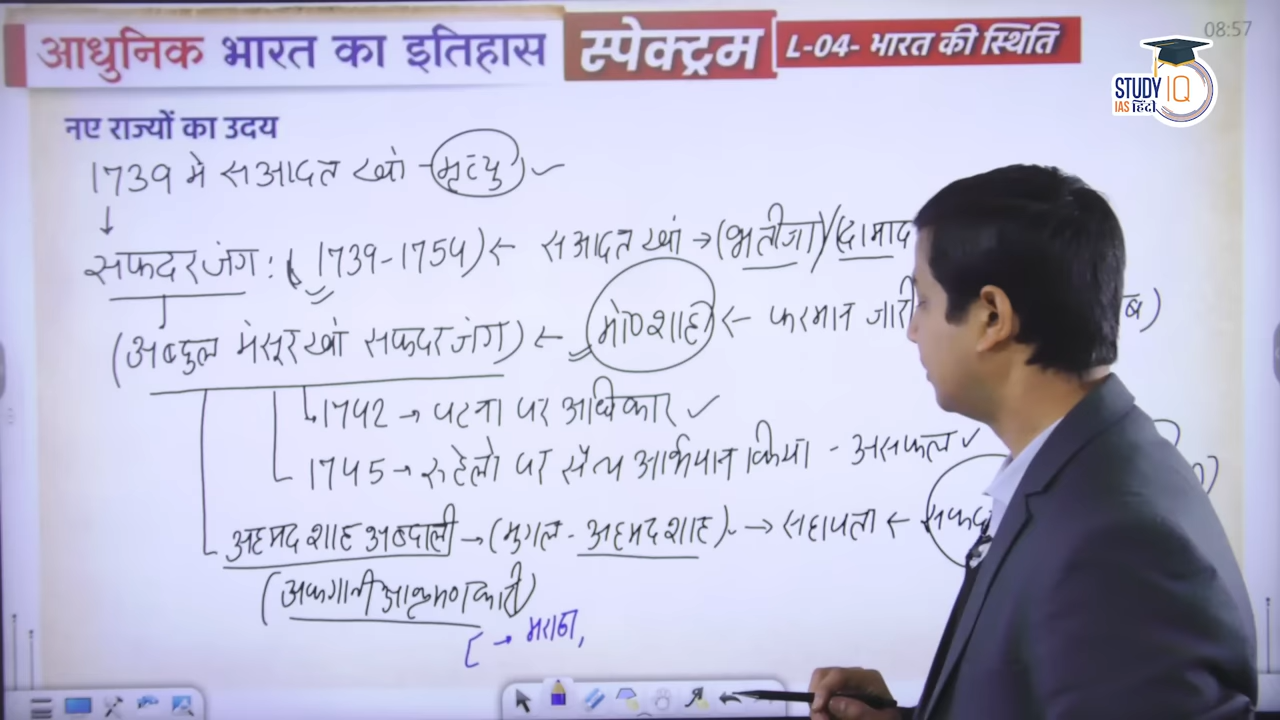 आधुनिक भारत का इतिहास स्पेक्ट्रम L-04- भारत की स्थिति
08:57
STUDY IQ
IAS हिंदी
नए राज्यों का उदय
1739 मे सआदत खां मृत्यु
सफदरजंग : (1739-1754) ← सआदत खां → (भतीजा)/(दामाद
(अब्दुल मंसूर खां सफदरजंग) ← मो० शाह ← फरमान जारी
1742 → पटना पर अधिकार
1745 → रुहेलो पर सैन्य अभियान किया - असफल
अहमद शाह अब्दाली → (मुगल - अहमद शाह) → सहायता ←
(अफगानी आक्रमणकारी)
[ → मराठा,